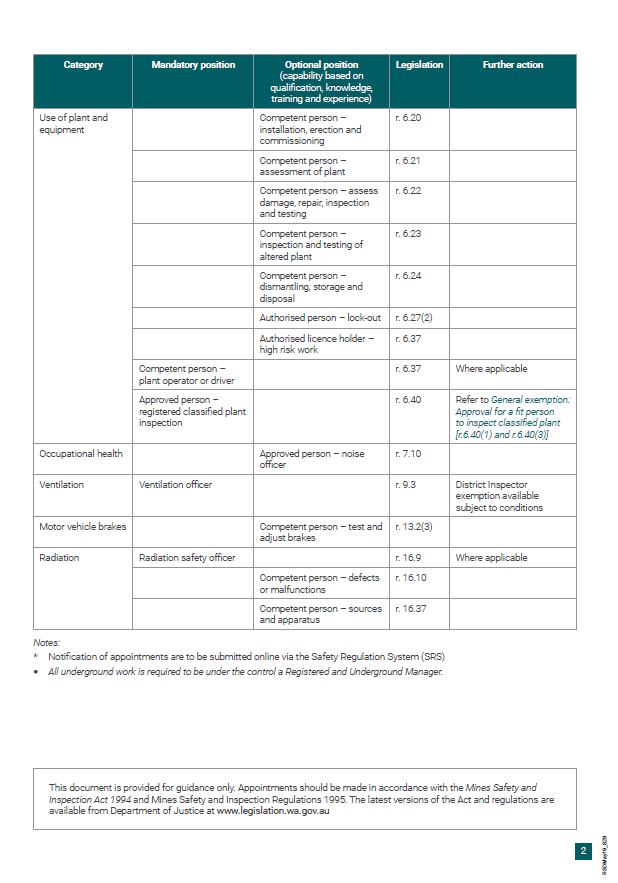 Category Mandatory position Optional position Legislation Further action
(capability based on
qualification, knowledge,
training and experience)
Use of plant and
equipment
Competent person –
installation, erection and
commissioning
r. 6.20
Competent person –
assessment of plant
r. 6.21
Competent person – assess
damage, repair, inspection
and testing
r. 6.22
Competent person –
inspection and testing of
altered plant
r. 6.23
Competent person –
dismantling, storage and
disposal
r. 6.24
Authorised person – lock-out r. 6.27(2)
Authorised licence holder –
high risk work
r. 6.37
Competent person –
plant operator or driver
r. 6.37 Where applicable
Approved person –
registered classified plant
inspection
r. 6.40
Refer to General exemption:
Approval for a fit person
to inspect classified plant
[r.6.40(1) and r.6.40(3)]
Occupational health
Approved person – noise
officer
r. 7.10
Ventilation Ventilation officer r. 9.3
District Inspector
exemption available
subject to conditions
Motor vehicle brakes
Competent person – test and
adjust brakes
r. 13.2(3)
Radiation Radiation safety officer r. 16.9 Where applicable
Competent person – defects
or malfunctions
r. 16.10
Competent person – sources
and apparatus
r. 16.37
Notes:
* Notification of appointments are to be submitted online via the Safety Regulation System (SRS)
• All underground work is required to be under the control a Registered and Underground Manager.
This document is provided for guidance only. Appointments should be made in accordance with the Mines Safety and
Inspection Act 1994 and Mines Safety and Inspection Regulations 1995. The latest versions of the Act and regulations are
available from Department of Justice at www.legislation.wa.gov.au
2
RSDMay19_629